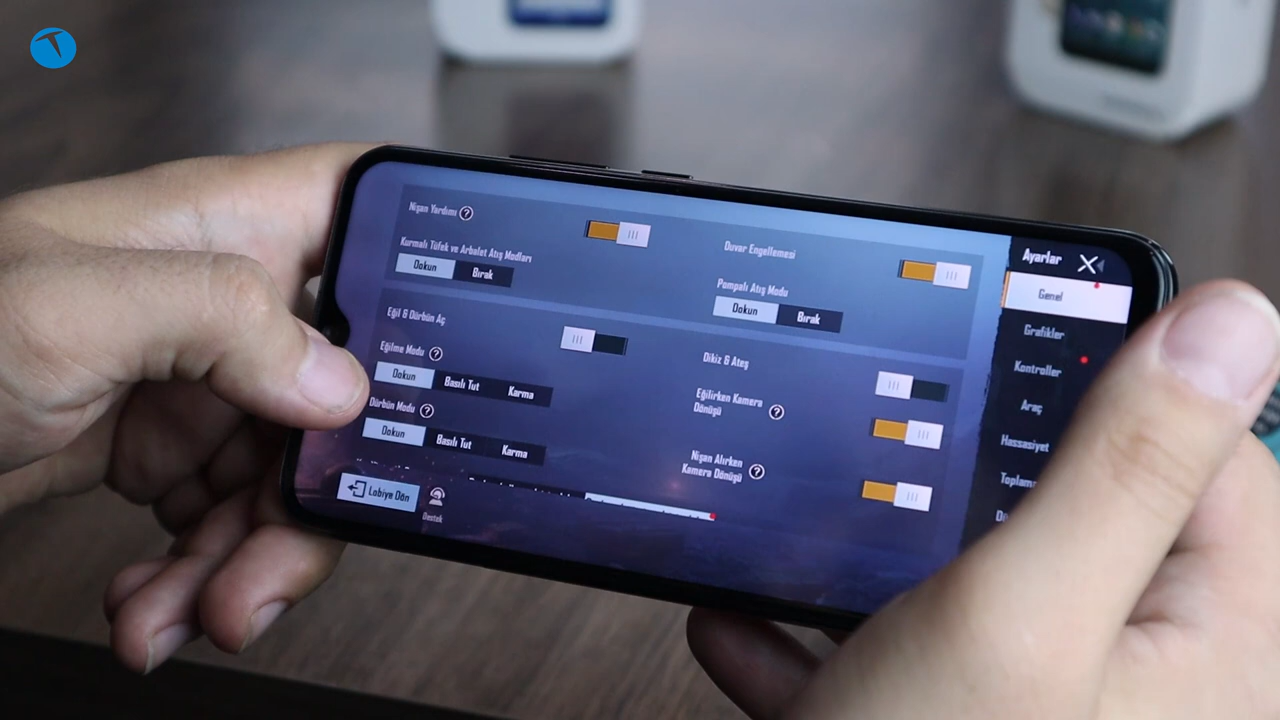 Nişan Yardımı ?
Duvar Engellemesi
Kurmalı Tüfek ve Arbalet Atış Modları
Dokun Bırak
Pompalı Atış Modu
Dokun Bırak
Eğil & Dürbün Aç
Dikiz & Ateş
Eğilme Modu ?
Dokun Basılı Tut Karma
Eğilirken Kamera
Dönüşü ?
Dürbün Modu ?
Dokun Basılı Tut Karma
Nişan Alırken
Kamera Dönüşü ?
Lobiye Dön
Destek
Ayarlar X
Genel
Grafikler
Kontroller
Araç
Hassasiyet
Toplama